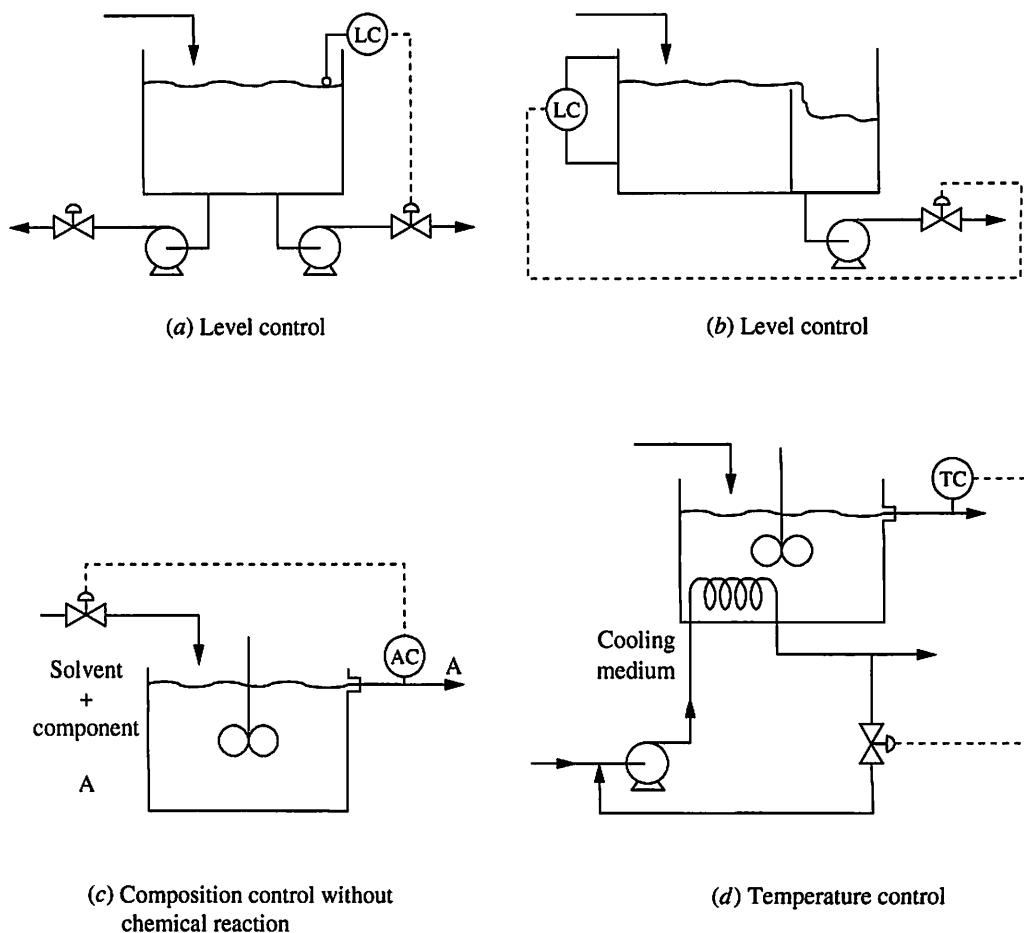 LC
LC
(a) Level control
(b) Level control
TC
Cooling
medium
AC
A
Solvent
+
component
A
(c) Composition control without
chemical reaction
(d) Temperature control